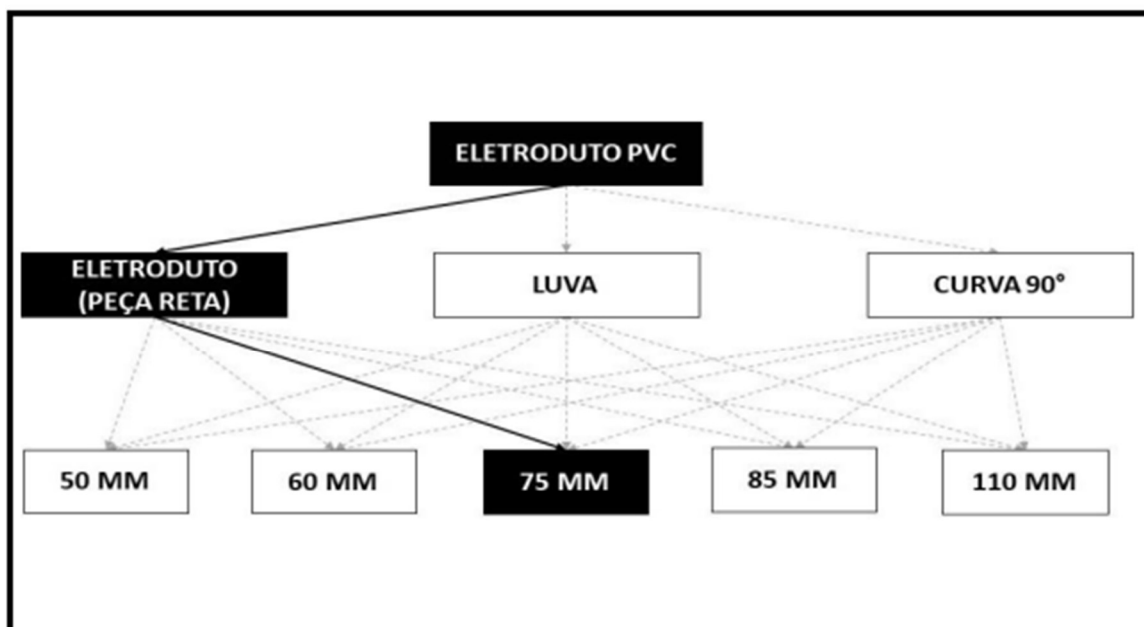 ELETRODUTO PVC
ELETRODUTO
(PEÇA RETA)
LUVA
CURVA 90°
50 MM
60 MM
75 MM
85 MM
110 MM